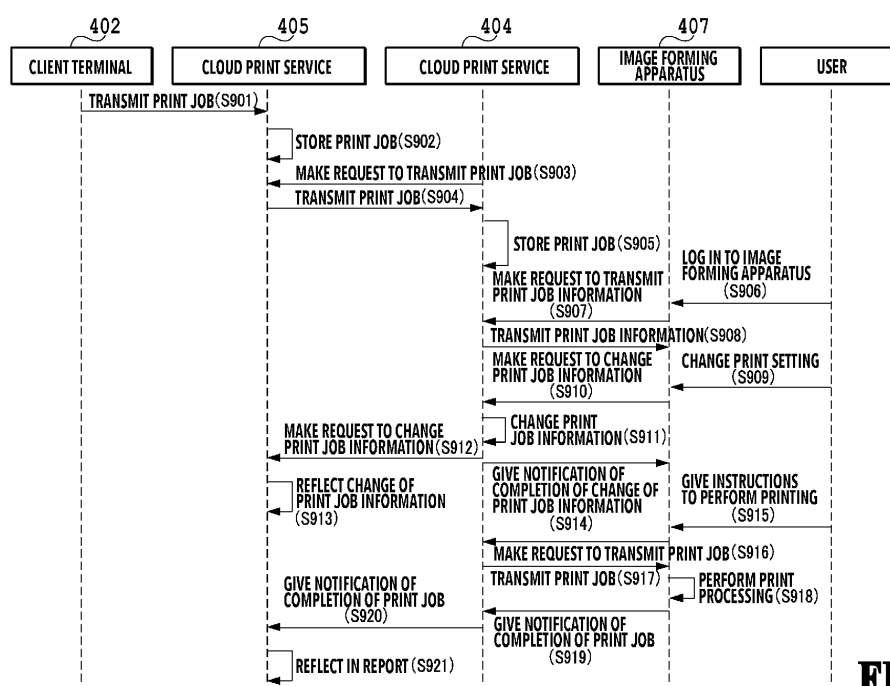 402
405
404
407
CLIENT TERMINAL
CLOUD PRINT SERVICE
CLOUD PRINT SERVICE
IMAGE FORMING
APPARATUS
USER
TRANSMIT PRINT JOB(S901)
STORE PRINT JOB(S902)
MAKE REQUEST TO TRANSMIT PRINT JOB(S903)
TRANSMIT PRINT JOB(S904)
STORE PRINT JOB(S905)
LOG IN TO IMAGE
FORMING APPARATUS
(S906)
MAKE REQUEST TO TRANSMIT
PRINT JOB INFORMATION
(S907)
TRANSMIT PRINT JOB INFORMATION(S908)
MAKE REQUEST TO CHANGE
PRINT JOB INFORMATION
(S910)
CHANGE PRINT SETTING
(S909)
CHANGE PRINT
JOB INFORMATION(S911)
MAKE REQUEST TO CHANGE
PRINT JOB INFORMATION(S912)
REFLECT CHANGE OF
PRINT JOB INFORMATION
(S913)
GIVE NOTIFICATION OF
COMPLETION OF CHANGE OF
PRINT JOB INFORMATION
(S914)
GIVE INSTRUCTIONS
TO PERFORM PRINTING
(S915)
MAKE REQUEST TO TRANSMIT PRINT JOB(S916)
TRANSMIT PRINT JOB(S917)
PERFORM PRINT
PROCESSING(S918)
GIVE NOTIFICATION OF
COMPLETION OF PRINT JOB
(S920)
GIVE NOTIFICATION OF
COMPLETION OF PRINT JOB
(S919)
REFLECT IN REPORT(S921)